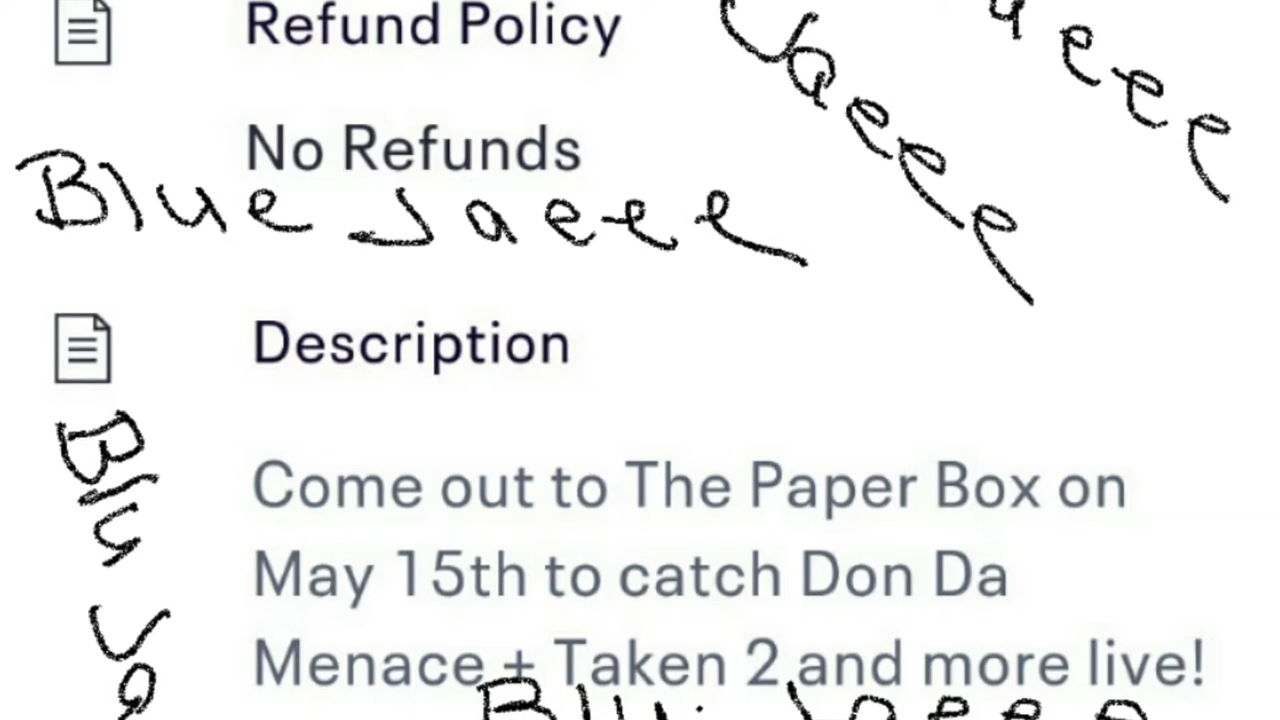 Refund Policy
Jaeee
No Refunds
Blue Jaeee
Description
Blu
Come out to The Paper Box on
May 15th to catch Don Da
Menace + Taken 2 and more live!